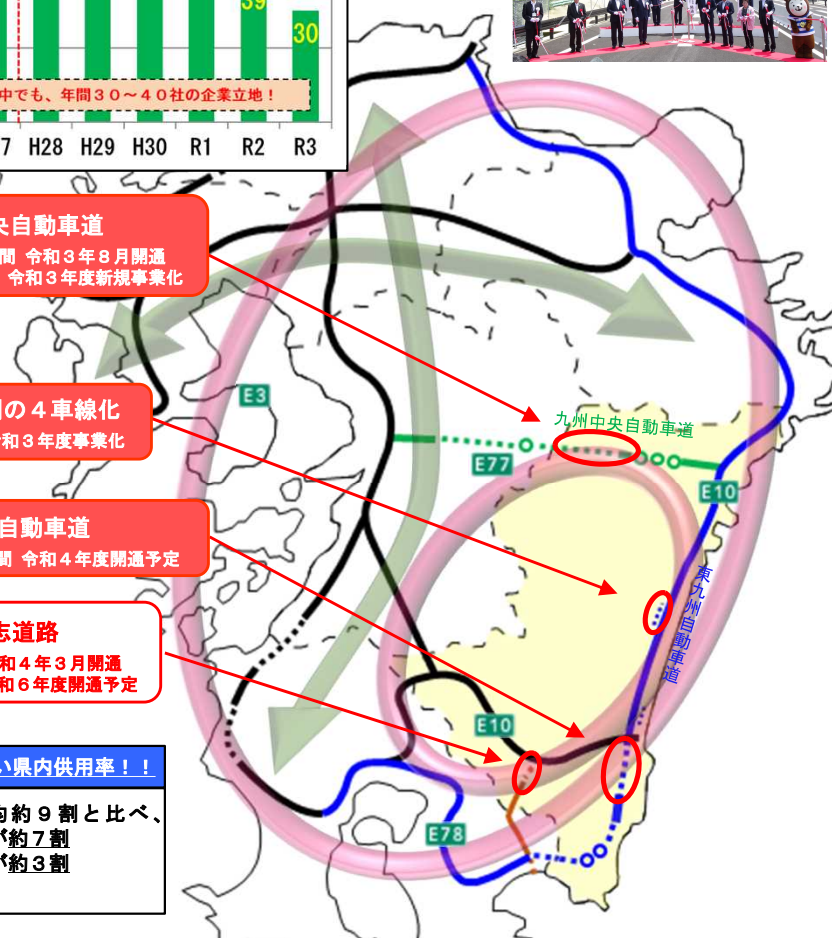 39
30
中でも、年間30～40社の企業立地！
7 H28 H29 H30 R1 R2 R3
央自動車道
間 令和3年8月開通
令和3年度新規事業化
の4車線化
和3年度事業化
自動車道
間 令和4年度開通予定
志道路
和4年3月開通
和6年度開通予定
い県内供用率！！
約9割と比べ、
が約7割
が約3割
E3
九州中央自動車道
E77
E10
東九州自動車道
E10
E78